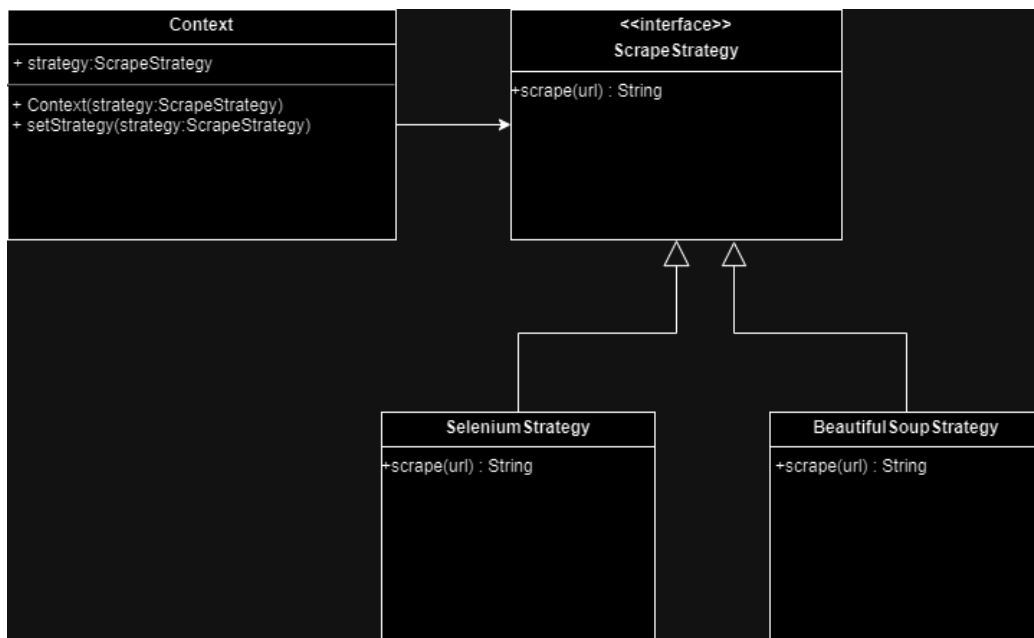 Context
+ strategy:ScrapeStrategy
+ Context(strategy:ScrapeStrategy)
+ setStrategy(strategy:ScrapeStrategy)
<<interface>>
ScrapeStrategy
+scrape(url) : String
SeleniumStrategy
+scrape(url) : String
BeautifulSoupStrategy
+scrape(url) : String